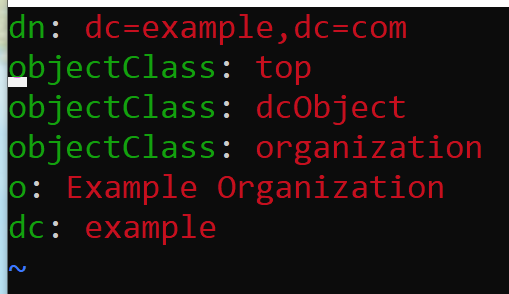 dn: dc=example,dc=com
objectClass: top
objectClass: dcObject
objectClass: organization
o: Example Organization
dc: example
~